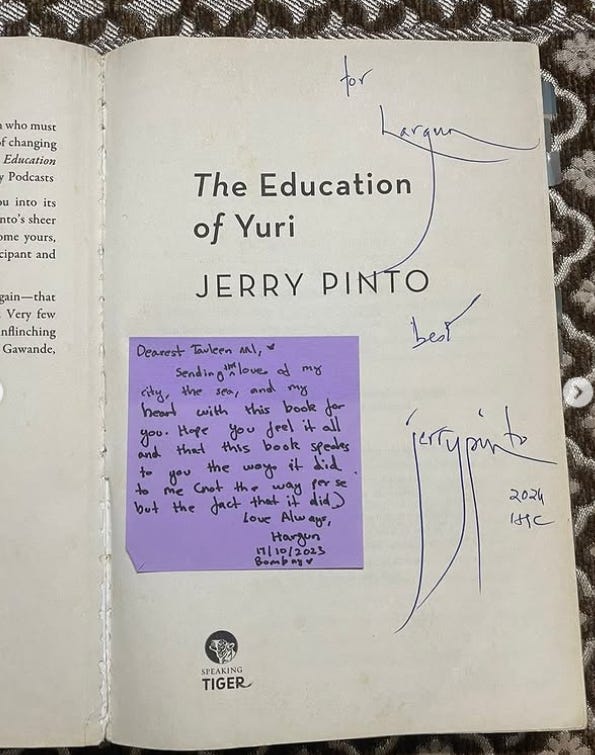 who must
of changing
Education
y Podcasts
ou into its
nto's sheer
ome yours,
cipant and
gain—that
Very few
nflinching
Gawande,
for
Hargun
The Education
of Yuri
JERRY PINTO
best
Dearest Tavleen
Sending the love of my
city, the sea, and my
heart with this book for
you. Hope you feel it all
and that this book speaks
to you the way it did
to me (not the way per se
but the fact that it did)
Love Always,
Hargun
17/10/2023
Bombay
jerry pinto
2024
SPEAKING
TIGER